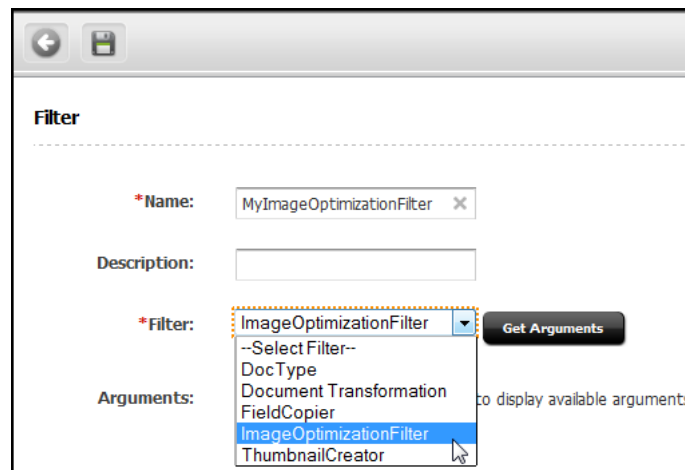 Filter
*Name:
MyImageOptimizationFilter
Description:
*Filter:
ImageOptimizationFilter
Get Arguments
--Select Filter--
DocType
Document Transformation
FieldCopier
ImageOptimizationFilter
ThumbnailCreator
Arguments:
to display available arguments